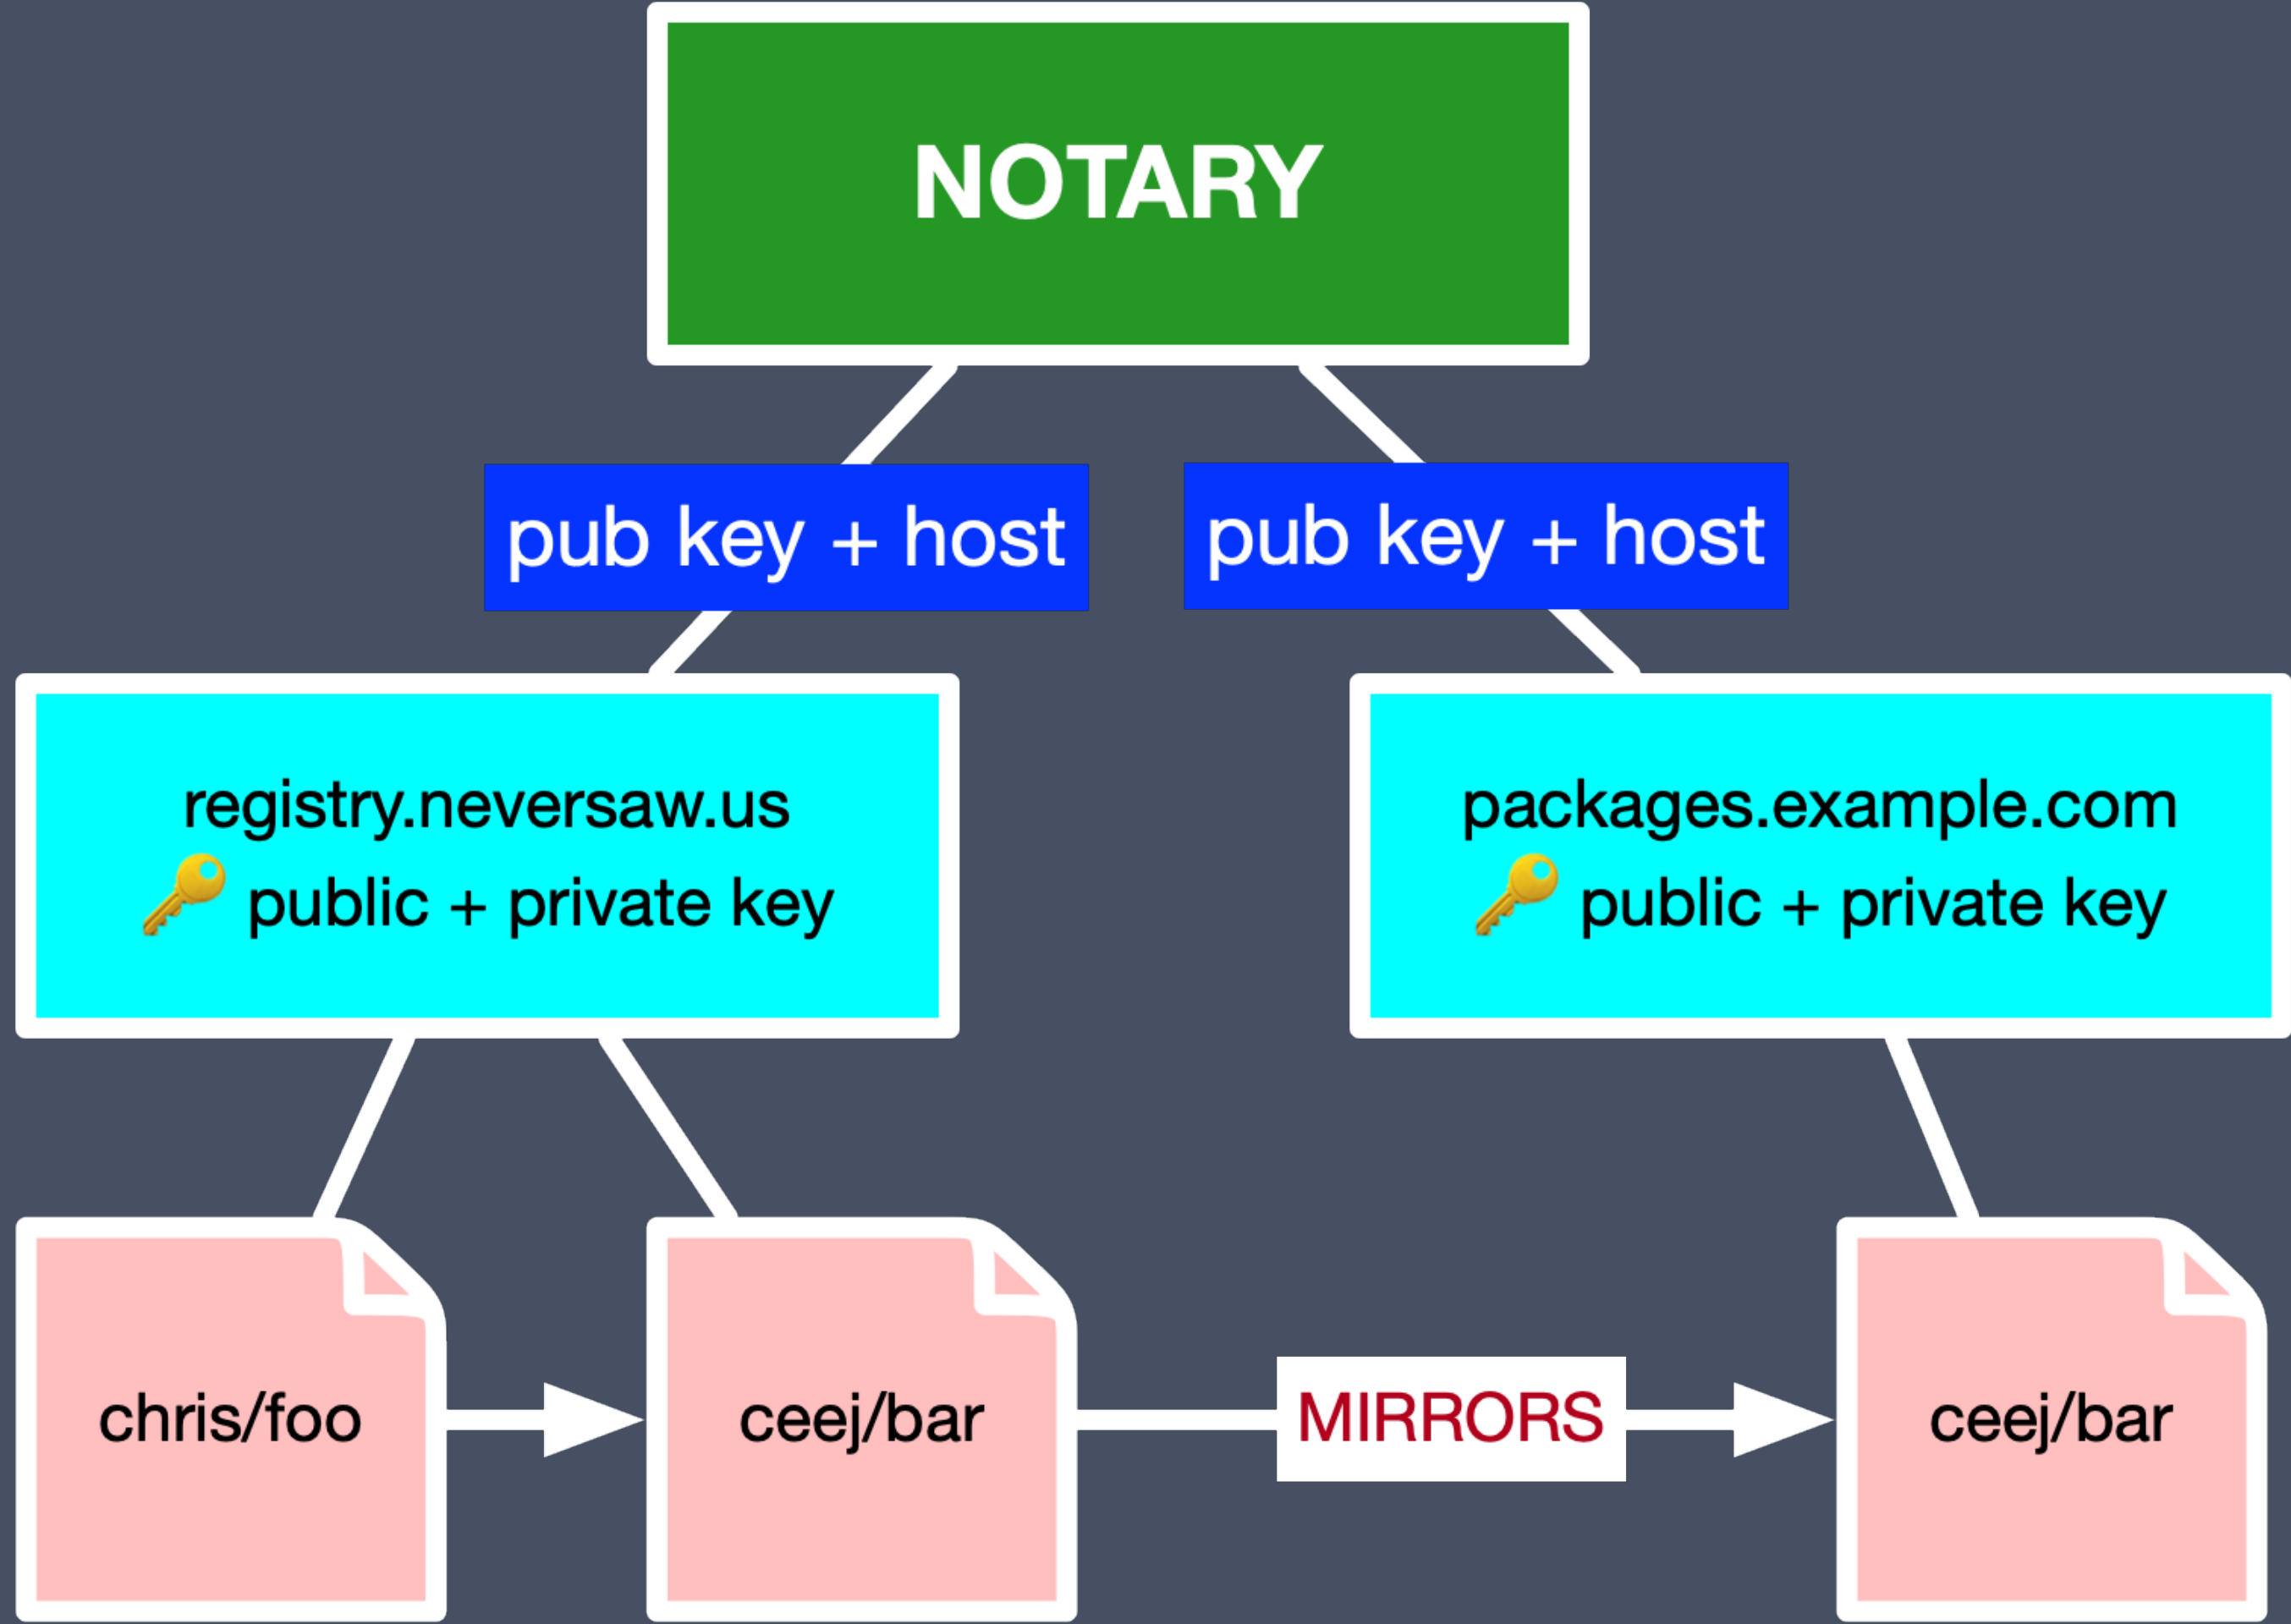 NOTARY
pub key + host
pub key + host
registry.neversaw.us
🔑 public + private key
packages.example.com
🔑 public + private key
chris/foo
ceej/bar
MIRRORS
ceej/bar